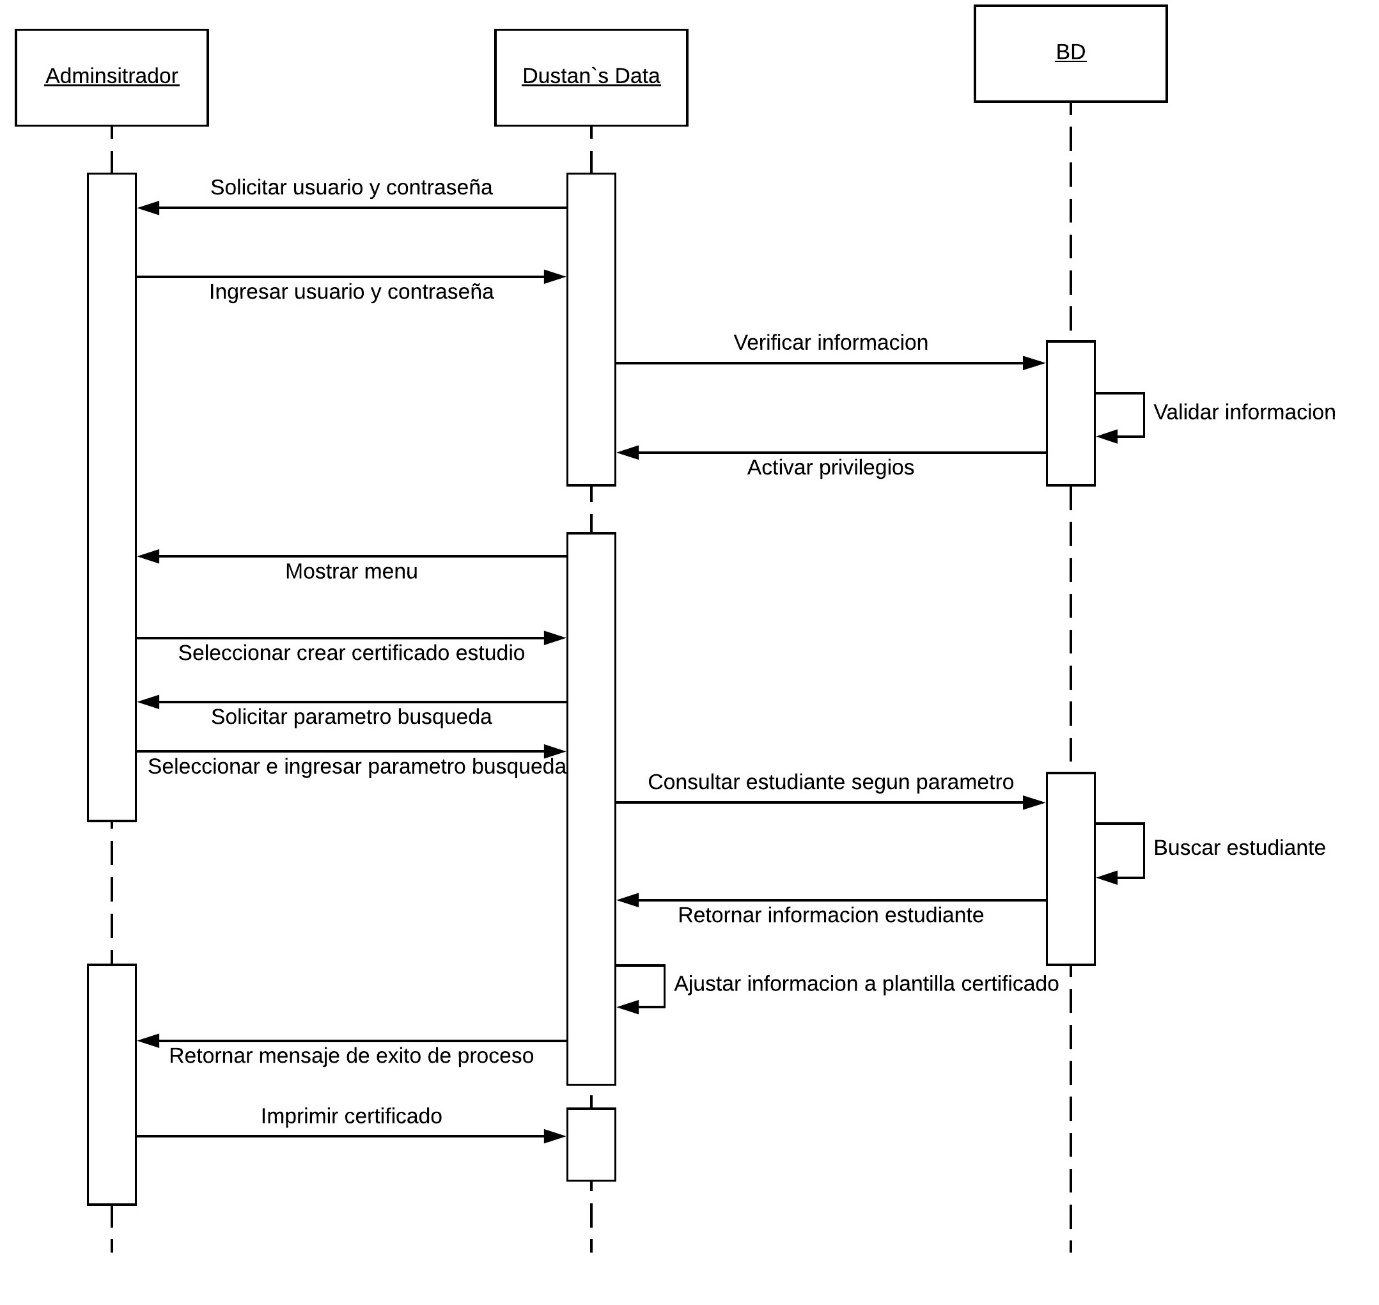 Adminsitrador
Dustan`s Data
BD
Solicitar usuario y contraseña
Ingresar usuario y contraseña
Verificar informacion
Validar informacion
Activar privilegios
Mostrar menu
Seleccionar crear certificado estudio
Solicitar parametro busqueda
Seleccionar e ingresar parametro busqueda
Consultar estudiante segun parametro
Buscar estudiante
Retornar informacion estudiante
Ajustar informacion a plantilla certificado
Retornar mensaje de exito de proceso
Imprimir certificado